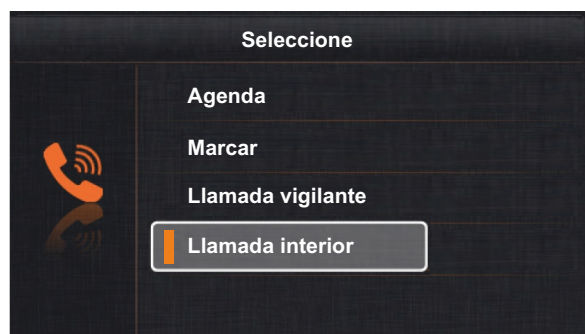 Seleccione
Agenda
Marcar
Llamada vigilante
Llamada interior